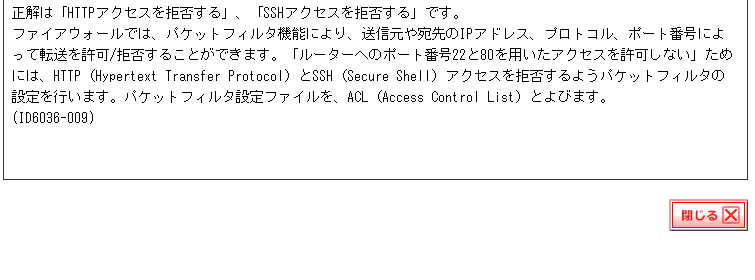 正解は「HTTPアクセスを拒否する」、「SSHアクセスを拒否する」です。
ファイアウォールでは、パケットフィルタ機能により、送信元や宛先のIPアドレス、プロトコル、ポート番号によ
って転送を許可/拒否することができます。「ルーターへのポート番号22と80を用いたアクセスを許可しない」ため
には、HTTP（Hypertext Transfer Protocol）とSSH（Secure Shell）アクセスを拒否するようパケットフィルタの
設定を行います。パケットフィルタ設定ファイルを、ACL（Access Control List）とよびます。
(ID6036-009)
閉じる